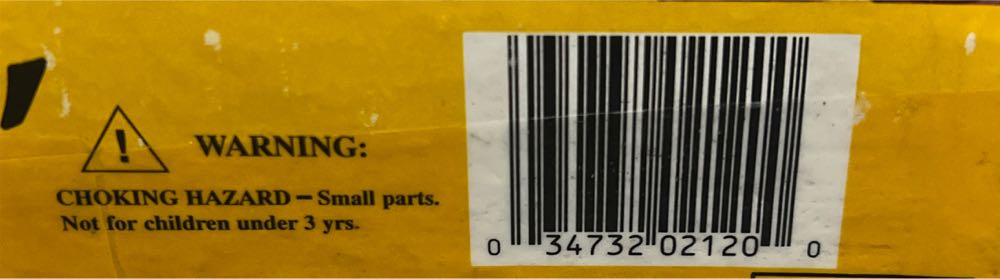 WARNING:
CHOKING HAZARD – Small parts.
Not for children under 3 yrs.
0 34732 02120 0